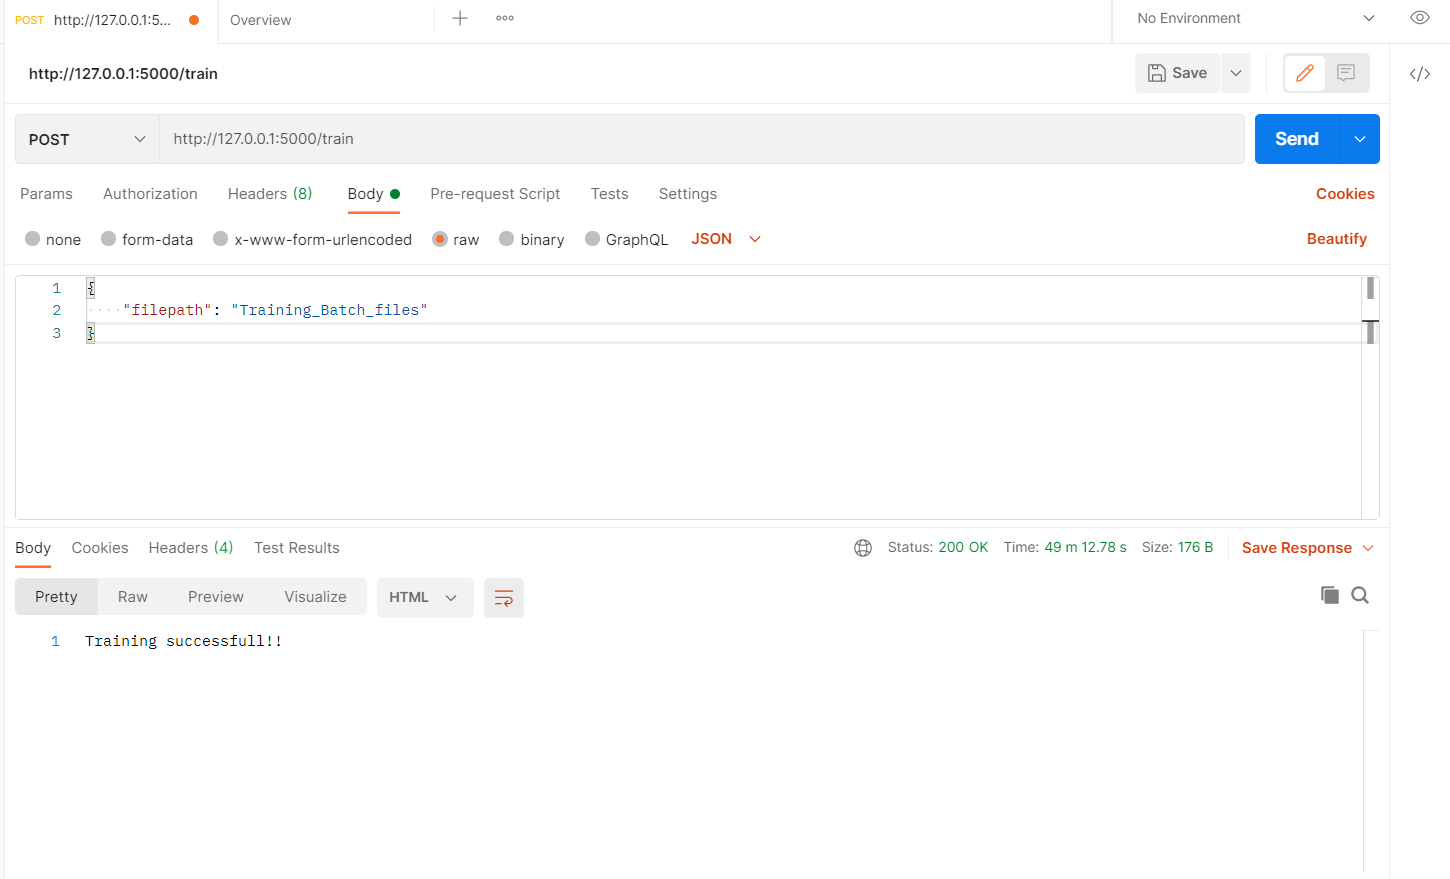 POST http://127.0.0.1:5... Overview No Environment
http://127.0.0.1:5000/train Save
POST http://127.0.0.1:5000/train Send
Params Authorization Headers (8) Body Pre-request Script Tests Settings Cookies
none form-data x-www-form-urlencoded raw binary GraphQL JSON Beautify
1 {
2 "filepath": "Training_Batch_files"
3 }
Body Cookies Headers (4) Test Results Status: 200 OK Time: 49 m 12.78 s Size: 176 B Save Response
Pretty Raw Preview Visualize HTML
1 Training successfull!!